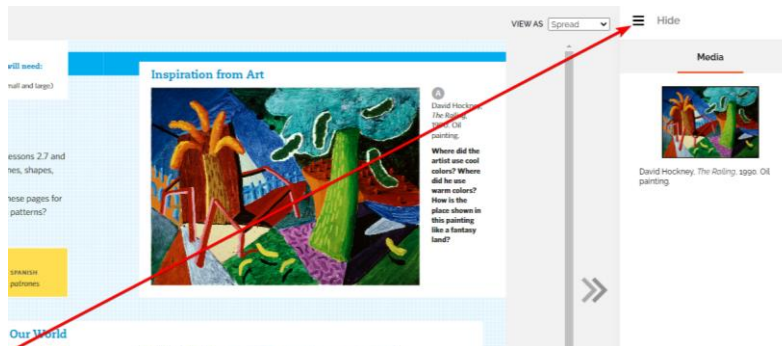 VIEW AS Spread
Hide
Media
will need:
mall and large)
essons 2.7 and
nes, shapes,
hese pages for
patterns?
SPANISH
patrones
Inspiration from Art
A
David Hockney,
The Railing,
1990. Oil
painting.
Where did the
artist use cool
colors? Where
did he use
warm colors?
How is the
place shown in
this painting
like a fantasy
land?
David Hockney, The Railing, 1990. Oil
painting.
Our World